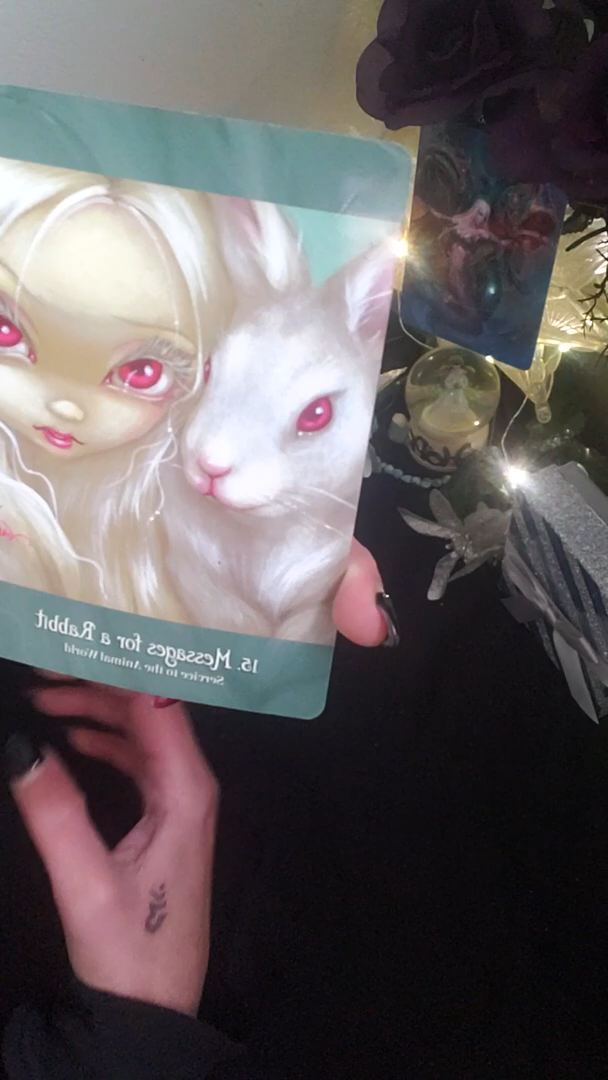 15. Messages for a Rabbit
Service to the Animal World